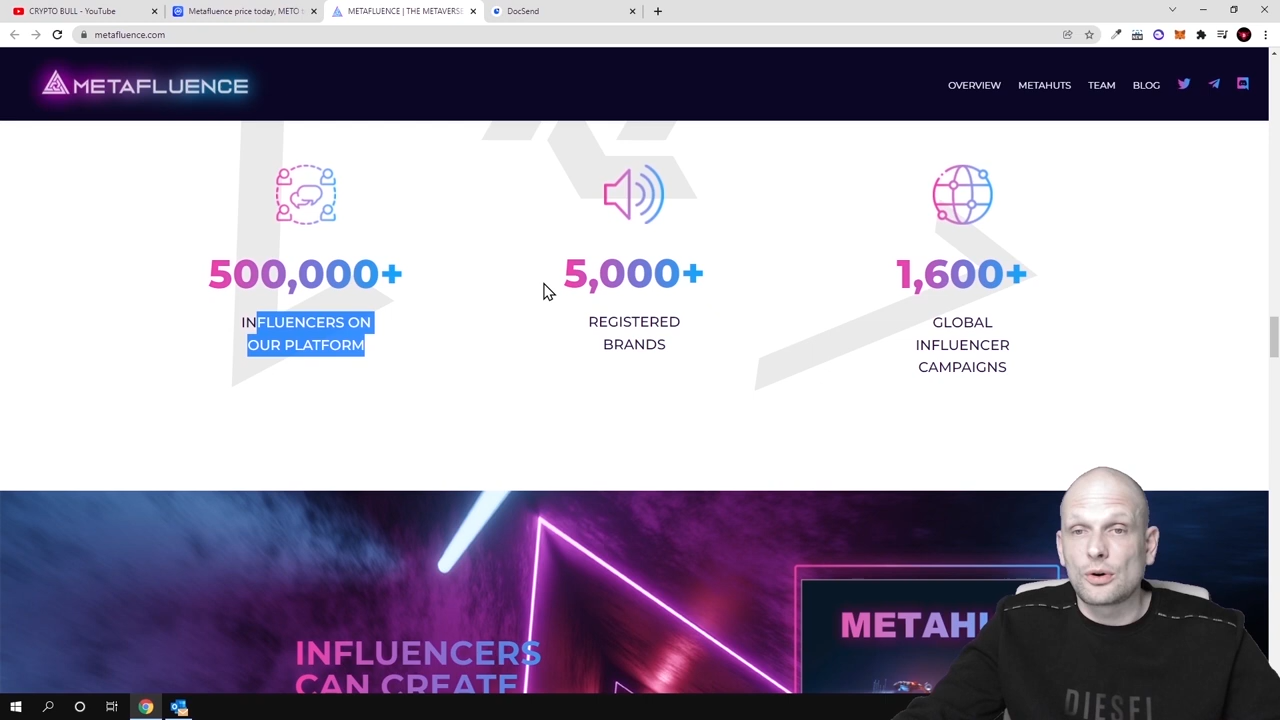 CRYPTO BULL - YouTube
Metafluence price today, METO t
METAFLUENCE | THE METAVERSE
DocSend
metafluence.com
METAFLUENCE
OVERVIEW
METAHUTS
TEAM
BLOG
500,000+
INFLUENCERS ON
OUR PLATFORM
5,000+
REGISTERED
BRANDS
1,600+
GLOBAL
INFLUENCER
CAMPAIGNS
INFLUENCERS
CAN CREATE
METAHU
DIESEL